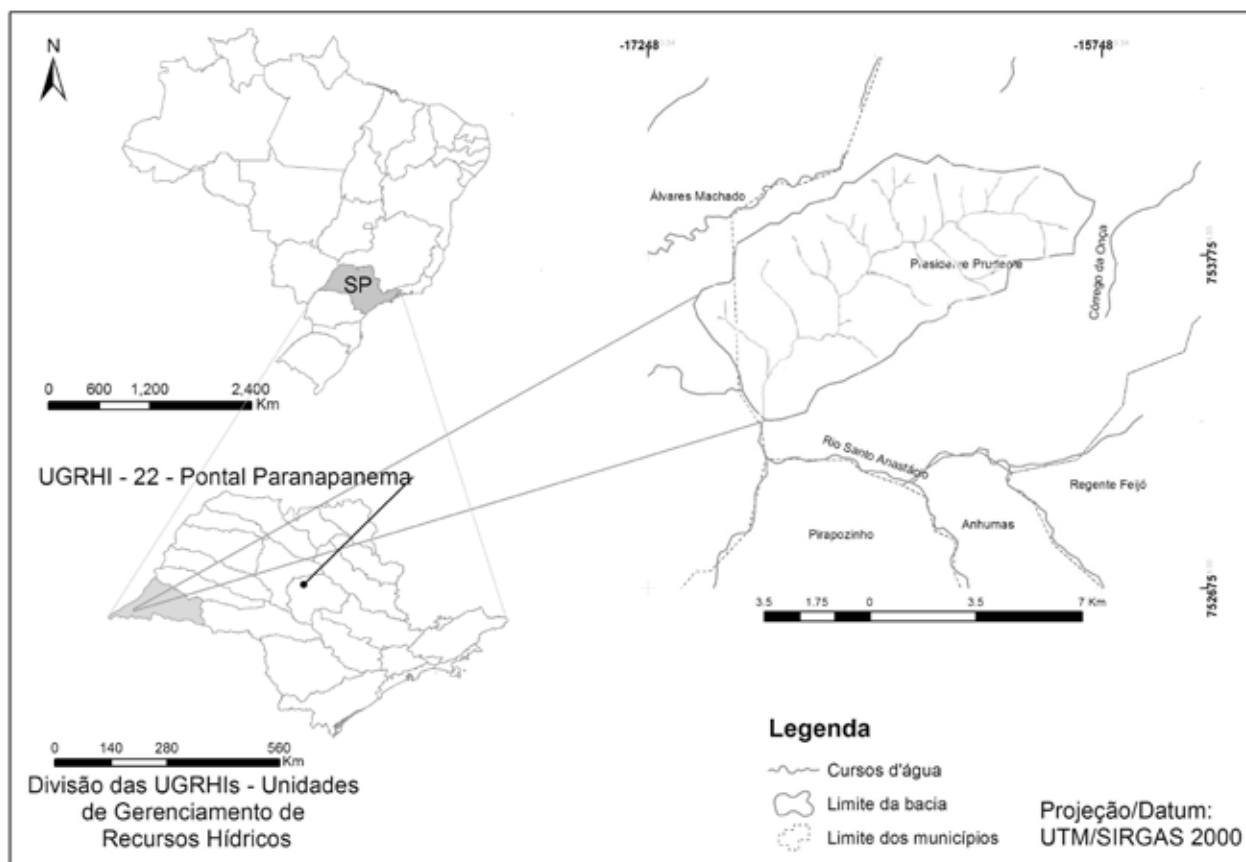 N
SP
0 600 1,200 2,400
Km
UGRHI - 22 - Pontal Paranapanema
0 140 280 560
Km
Divisão das UGRHIs - Unidades
de Gerenciamento de
Recursos Hídricos
-17248
-15748
Álvares Machado
Presidente Prudente
Córrego da Onça
753775
Rio Santo Anastácio
Regente Feijó
Anhumas
Pirapozinho
752675
3.5 1.75 0 3.5 7 Km
Legenda
Cursos d'água
Limite da bacia
Limite dos municípios
Projeção/Datum:
UTM/SIRGAS 2000